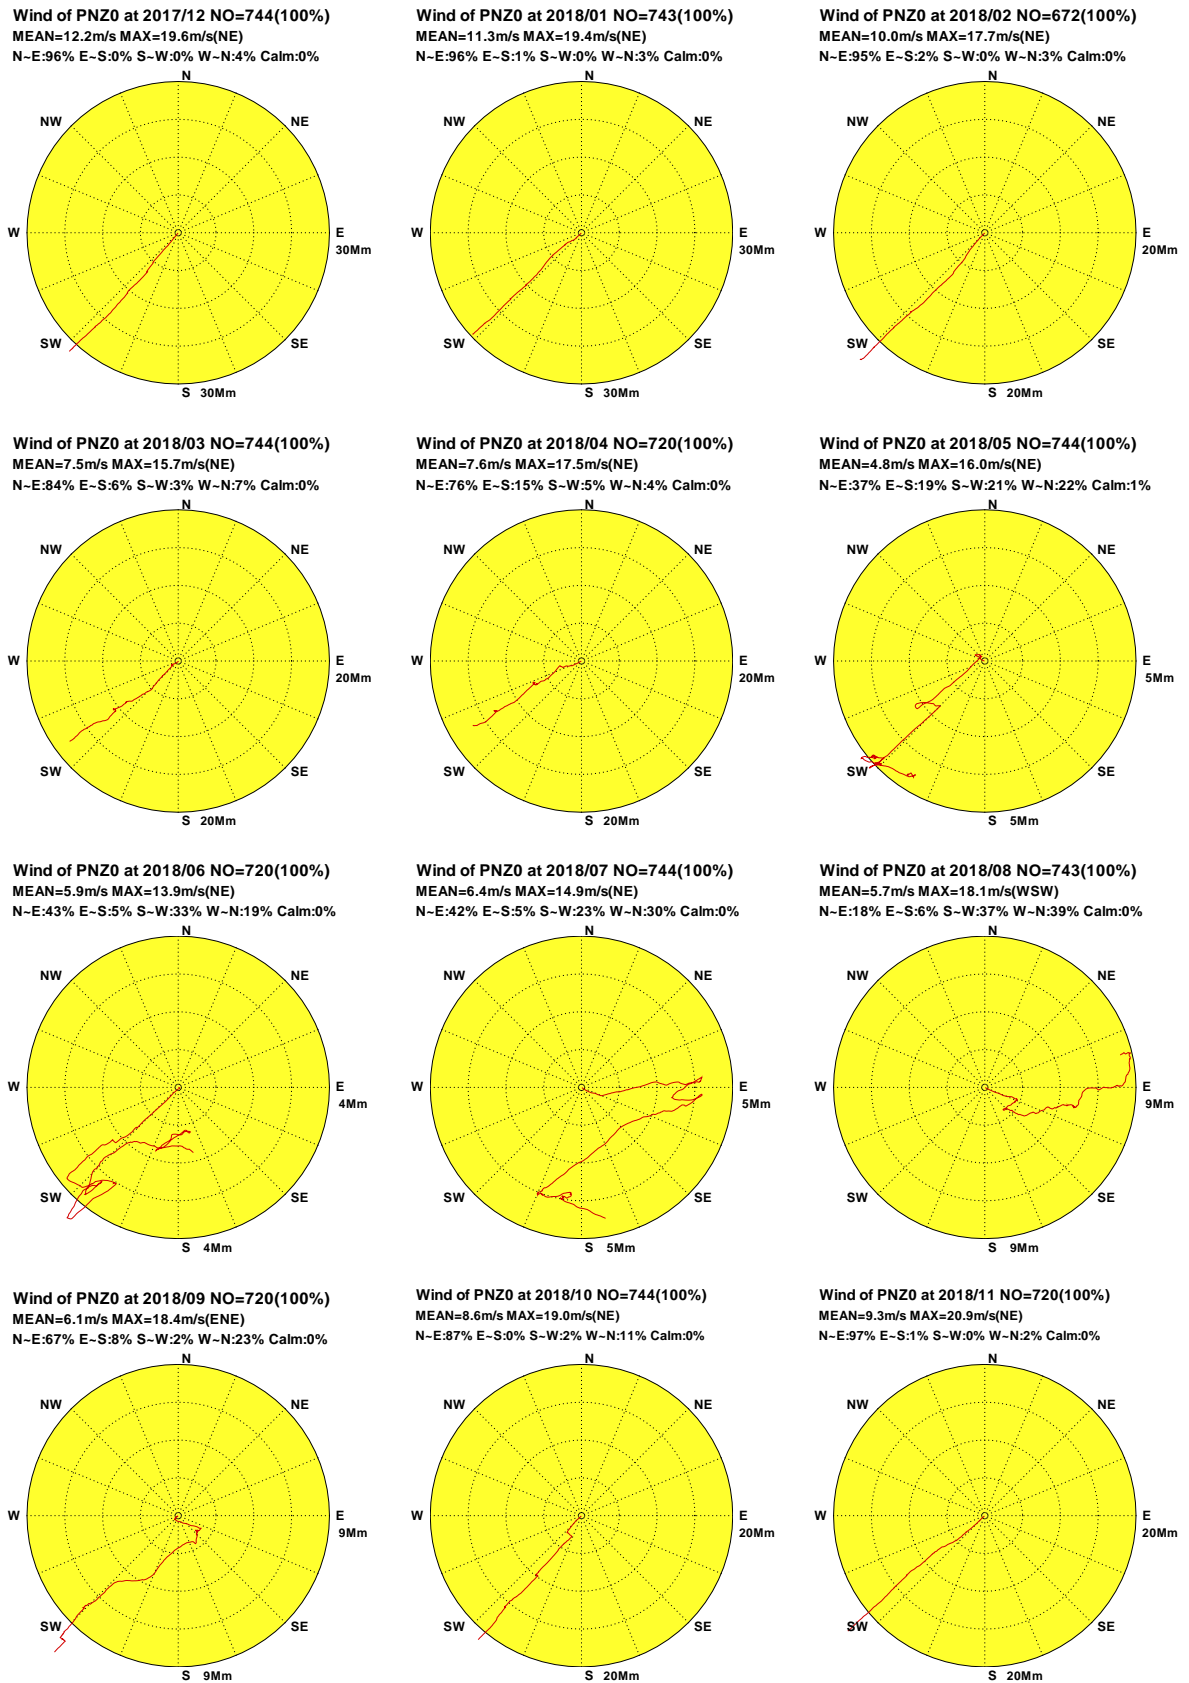 Wind of PNZ0 at 2017/12 NO=744(100%)
MEAN=12.2m/s MAX=19.6m/s(NE)
N~E:96% E~S:0% S~W:0% W~N:4% Calm:0%
N
NW
NE
W
E
30Mm
SW
SE
S 30Mm
Wind of PNZ0 at 2018/01 NO=743(100%)
MEAN=11.3m/s MAX=19.4m/s(NE)
N~E:96% E~S:1% S~W:0% W~N:3% Calm:0%
N
NW
NE
W
E
30Mm
SW
SE
S 30Mm
Wind of PNZ0 at 2018/02 NO=672(100%)
MEAN=10.0m/s MAX=17.7m/s(NE)
N~E:95% E~S:2% S~W:0% W~N:3% Calm:0%
N
NW
NE
W
E
20Mm
SW
SE
S 20Mm
Wind of PNZ0 at 2018/03 NO=744(100%)
MEAN=7.5m/s MAX=15.7m/s(NE)
N~E:84% E~S:6% S~W:3% W~N:7% Calm:0%
N
NW
NE
W
E
20Mm
SW
SE
S 20Mm
Wind of PNZ0 at 2018/04 NO=720(100%)
MEAN=7.6m/s MAX=17.5m/s(NE)
N~E:76% E~S:15% S~W:5% W~N:4% Calm:0%
N
NW
NE
W
E
20Mm
SW
SE
S 20Mm
Wind of PNZ0 at 2018/05 NO=744(100%)
MEAN=4.8m/s MAX=16.0m/s(NE)
N~E:37% E~S:19% S~W:21% W~N:22% Calm:1%
N
NW
NE
W
E
5Mm
SW
SE
S 5Mm
Wind of PNZ0 at 2018/06 NO=720(100%)
MEAN=5.9m/s MAX=13.9m/s(NE)
N~E:43% E~S:5% S~W:33% W~N:19% Calm:0%
N
NW
NE
W
E
4Mm
SW
SE
S 4Mm
Wind of PNZ0 at 2018/07 NO=744(100%)
MEAN=6.4m/s MAX=14.9m/s(NE)
N~E:42% E~S:5% S~W:23% W~N:30% Calm:0%
N
NW
NE
W
E
5Mm
SW
SE
S 5Mm
Wind of PNZ0 at 2018/08 NO=743(100%)
MEAN=5.7m/s MAX=18.1m/s(WSW)
N~E:18% E~S:6% S~W:37% W~N:39% Calm:0%
N
NW
NE
W
E
9Mm
SW
SE
S 9Mm
Wind of PNZ0 at 2018/09 NO=720(100%)
MEAN=6.1m/s MAX=18.4m/s(ENE)
N~E:67% E~S:8% S~W:2% W~N:23% Calm:0%
N
NW
NE
W
E
9Mm
SW
SE
S 9Mm
Wind of PNZ0 at 2018/10 NO=744(100%)
MEAN=8.6m/s MAX=19.0m/s(NE)
N~E:87% E~S:0% S~W:2% W~N:11% Calm:0%
N
NW
NE
W
E
20Mm
SW
SE
S 20Mm
Wind of PNZ0 at 2018/11 NO=720(100%)
MEAN=9.3m/s MAX=20.9m/s(NE)
N~E:97% E~S:1% S~W:0% W~N:2% Calm:0%
N
NW
NE
W
E
20Mm
SW
SE
S 20Mm